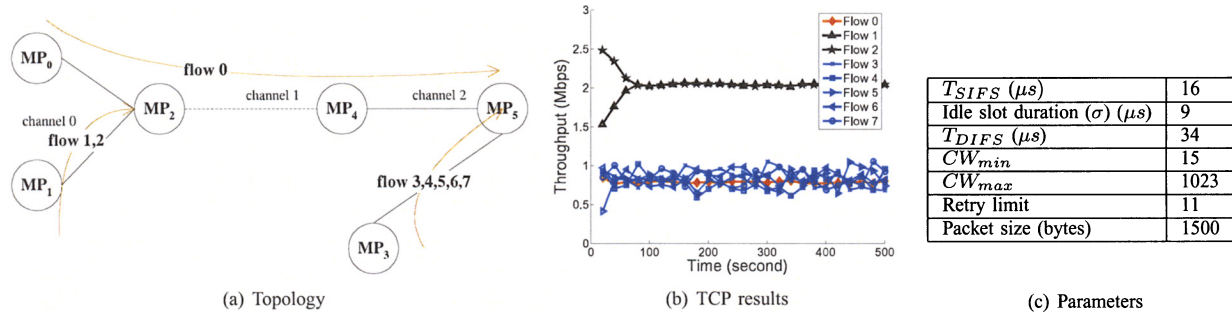 MP0
flow 0
channel 1
channel 2
MP2
MP4
MP5
channel 0
flow 1,2
MP1
flow 3,4,5,6,7
MP3
(a) Topology
Throughput (Mbps)
3
2.5
2
1.5
1
0.5
0
0 100 200 300 400 500
Time (second)
Flow 0
Flow 1
Flow 2
Flow 3
Flow 4
Flow 5
Flow 6
Flow 7
(b) TCP results
T_SIFS (μs) 16
Idle slot duration (σ) (μs) 9
T_DIFS (μs) 34
CW_min 15
CW_max 1023
Retry limit 11
Packet size (bytes) 1500
(c) Parameters